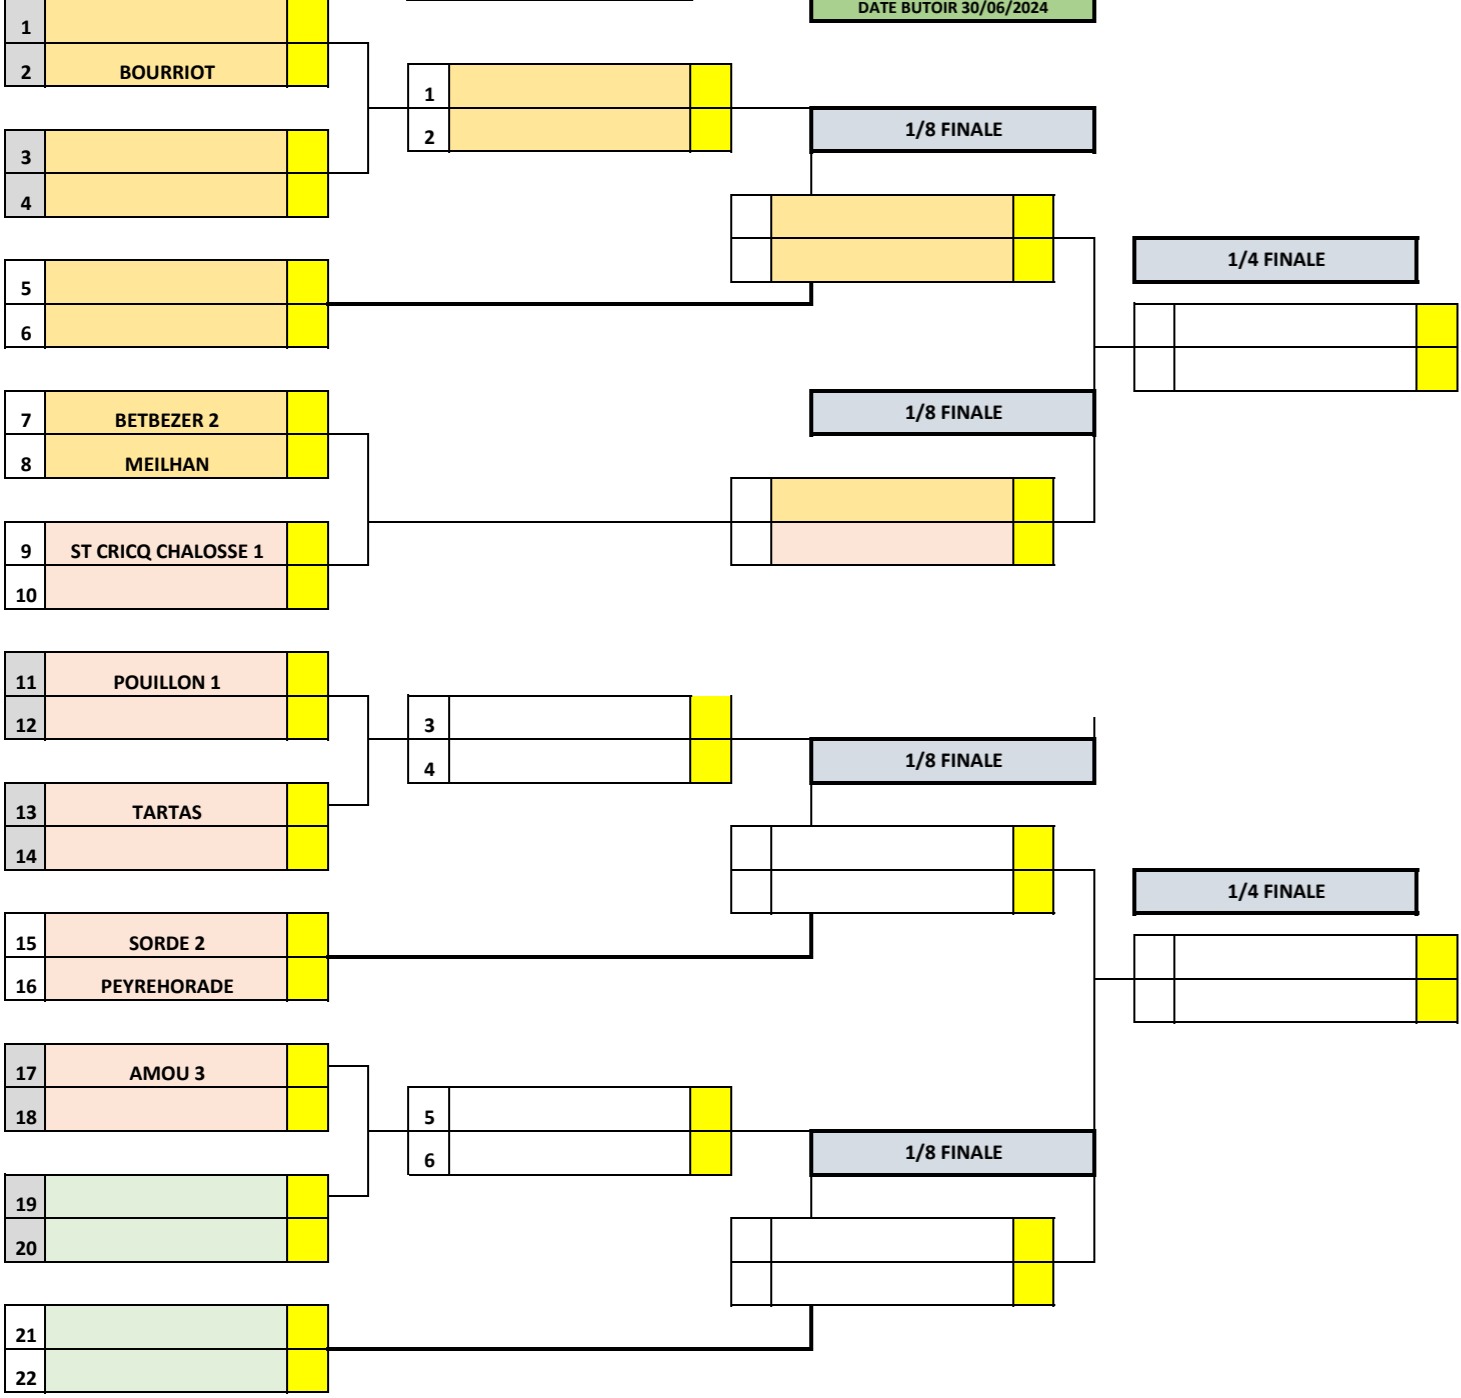 DATE BUTOIR 30/06/2024
1
2 BOURRIOT
1
2
1/8 FINALE
3
4
1/4 FINALE
5
6
7 BETBEZER 2
8 MEILHAN
1/8 FINALE
9 ST CRICQ CHALOSSE 1
10
11 POUILLON 1
12
3
4
1/8 FINALE
13 TARTAS
14
1/4 FINALE
15 SORDE 2
16 PEYREHORADE
17 AMOU 3
18
5
6
1/8 FINALE
19
20
21
22